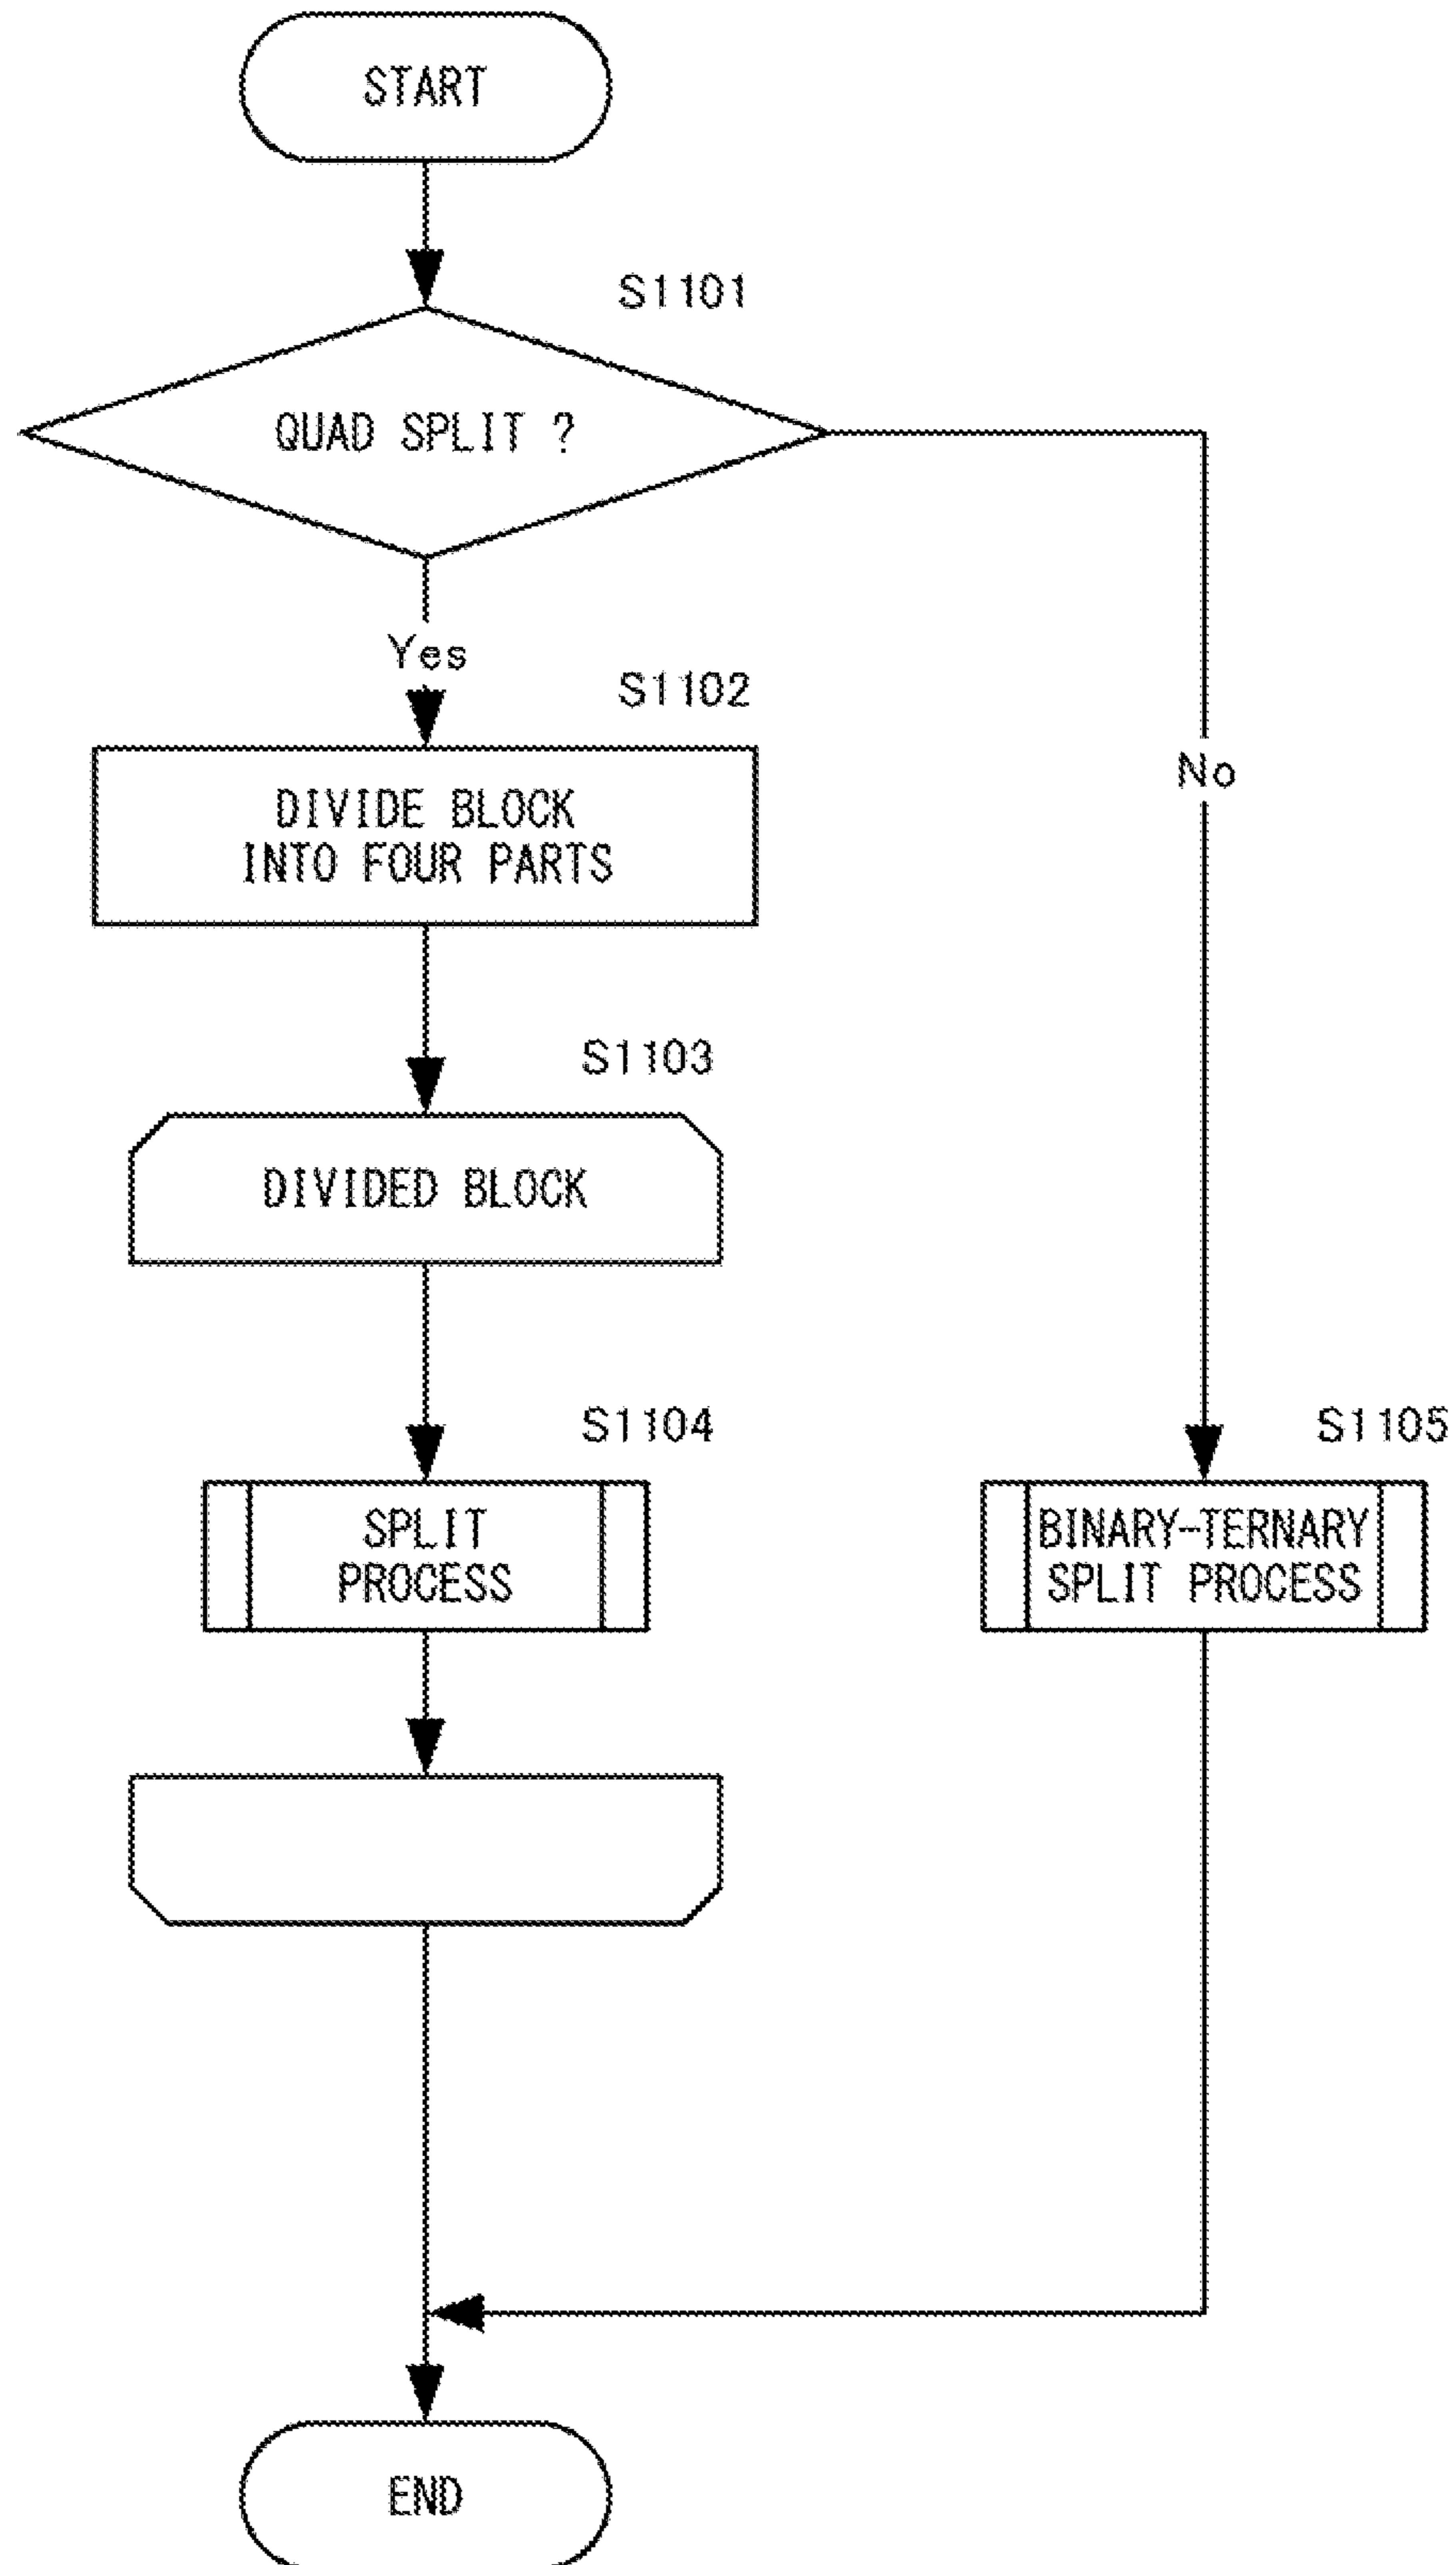 START
S1101
QUAD SPLIT ?
Yes
S1102
No
DIVIDE BLOCK
INTO FOUR PARTS
S1103
DIVIDED BLOCK
S1104
S1105
SPLIT
PROCESS
BINARY-TERNARY
SPLIT PROCESS
END